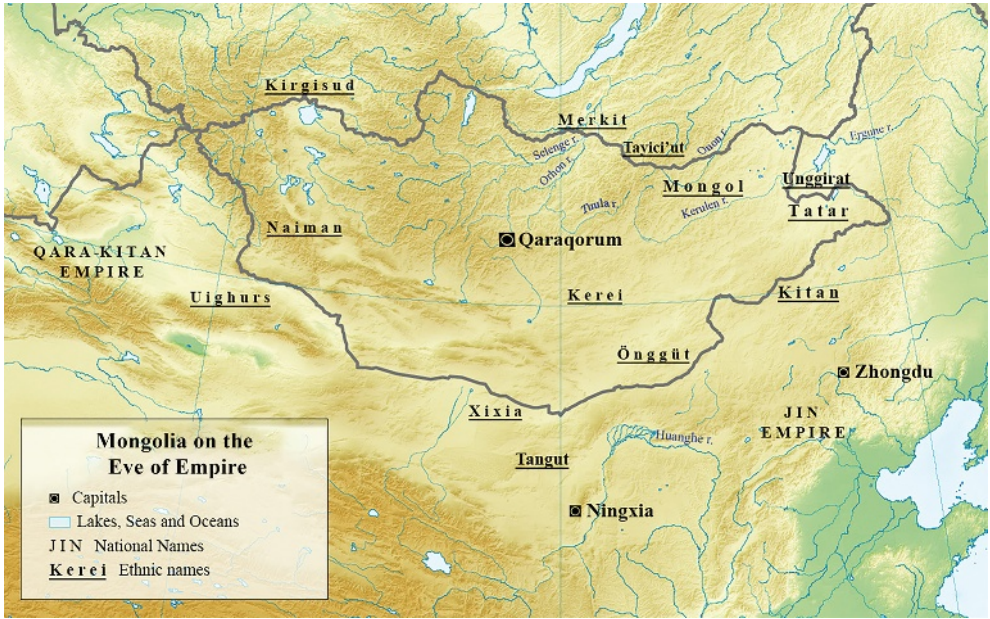 Kirgisud
Merkit
Tayici'ut
Onon r.
Ergune r.
Selenge r.
Orhon r.
Unggirat
Mongol
Tuula r.
Kerulen r.
Tatar
Naiman
Qaraqorum
QARA-KITAN
EMPIRE
Uighurs
Kerei
Kitan
Önggüt
Zhongdu
Xixia
JIN
EMPIRE
Huanghe r.
Tangut
Ningxia
Mongolia on the
Eve of Empire
Capitals
Lakes, Seas and Oceans
JIN National Names
Kerei Ethnic names